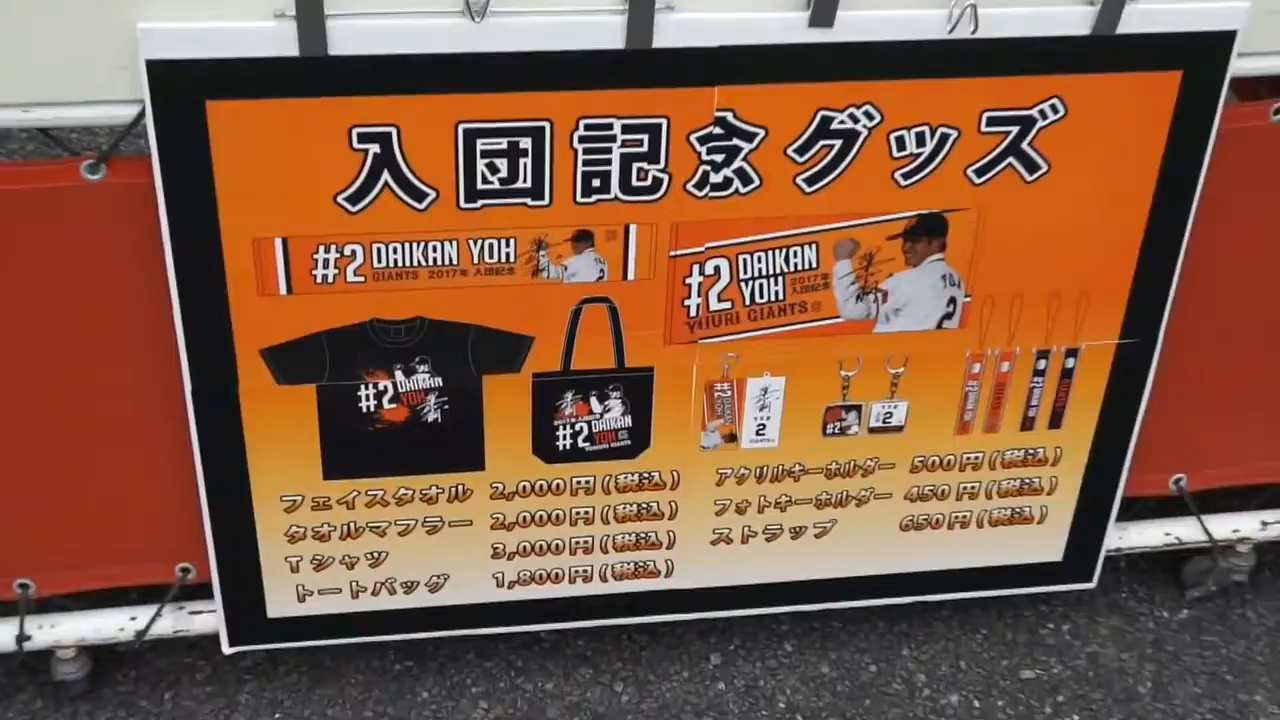 入団記念グッズ
#2 DAIKAN YOH
GIANTS 2017年 入団記念
#2 DAIKAN
YOH
2017年
入団記念
YOMIURI GIANTS
#2 DAIKAN
YOH
#2 DAIKAN
YOH
YOMIURI GIANTS
#2 DAIKAN
YOH
2
#2
2
フェイスタオル 2,000円(税込)
タオルマフラー 2,000円(税込)
Tシャツ 3,000円(税込)
トートバッグ 1,800円(税込)
アクリルキーホルダー 500円(税込)
フォトキーホルダー 450円(税込)
ストラップ 650円(税込)